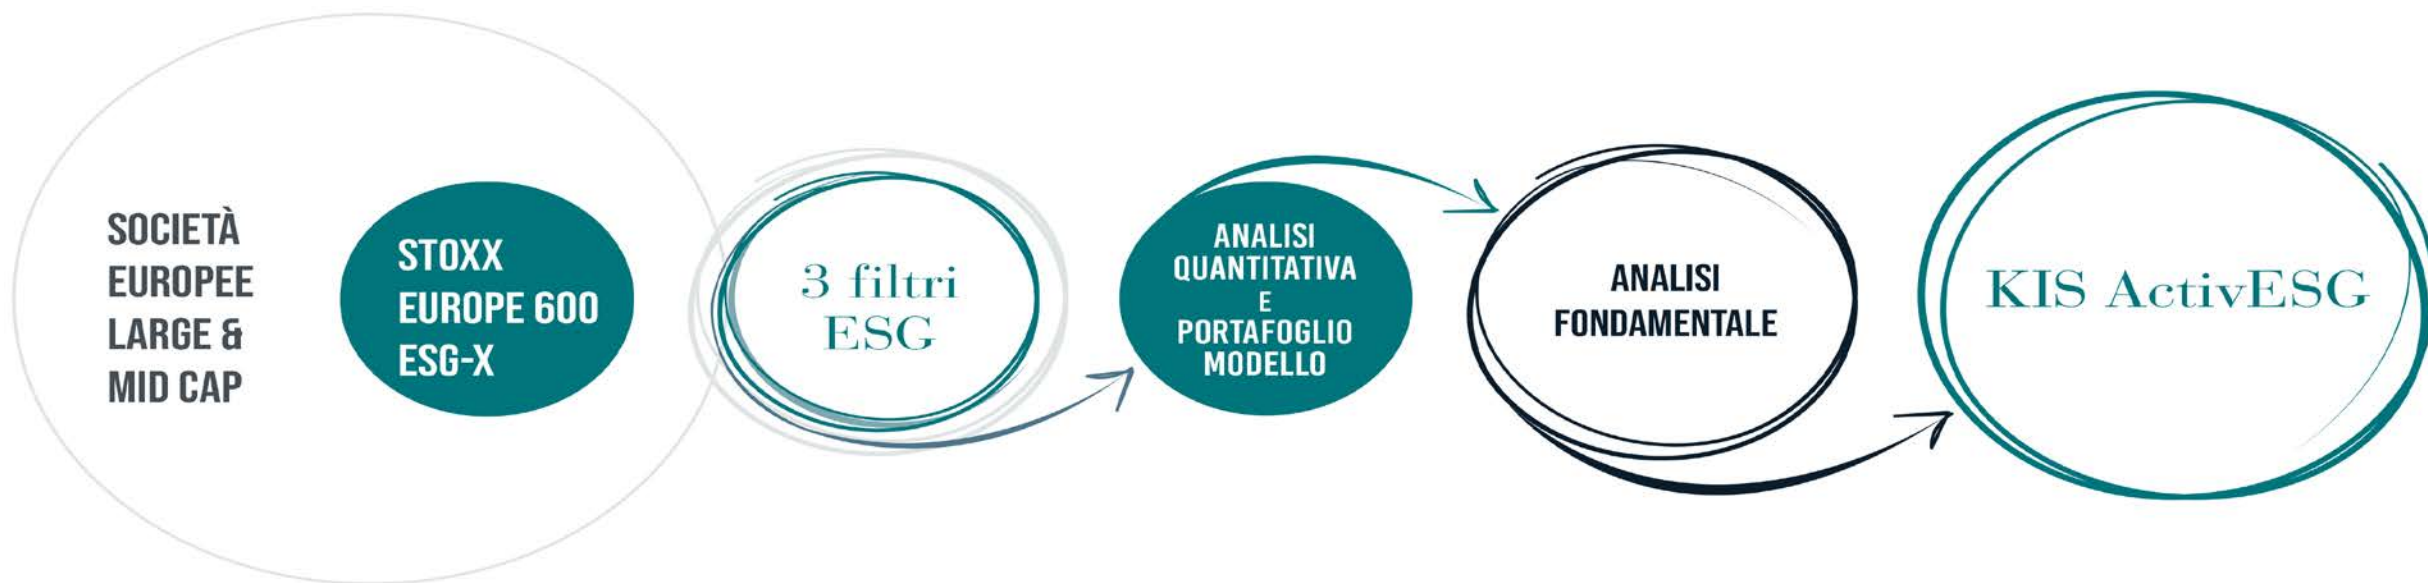 SOCIETÀ
EUROPEE
LARGE &
MID CAP
STOXX
EUROPE 600
ESG-X
3 filtri
ESG
ANALISI
QUANTITATIVA
E
PORTAFOGLIO
MODELLO
ANALISI
FONDAMENTALE
KIS ActivESG